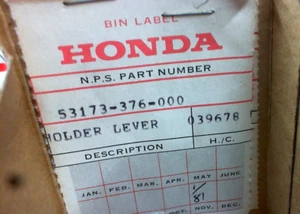 BIN LABEL
HONDA
N.P.S. PART NUMBER
53173-376-000
HOLDER LEVER 039678
DESCRIPTION H./C.
JAN. FEB. MAR. APR. MAY JUNE
OCT. NOV. DEC.